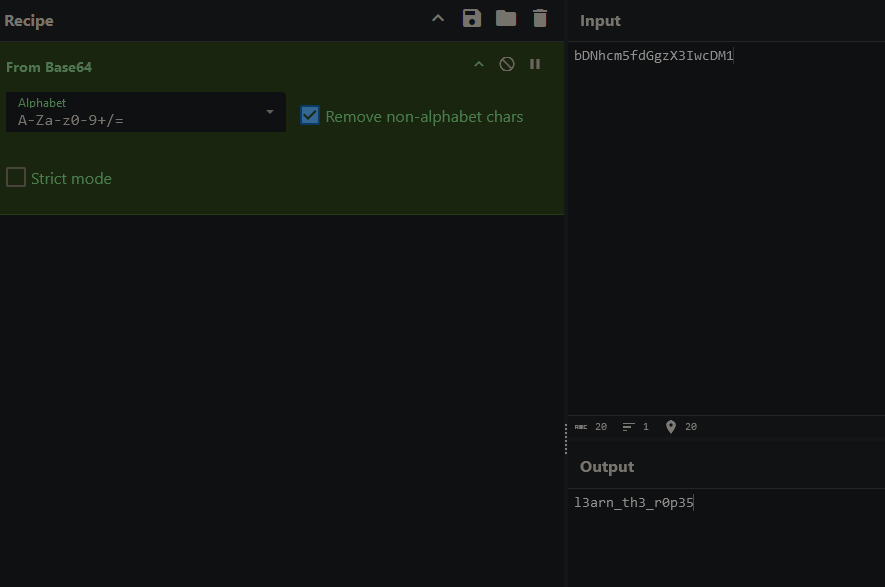 Recipe
From Base64
Alphabet
A-Za-z0-9+/=
Remove non-alphabet chars
Strict mode
Input
bDNhcm5fdGgzX3IwcDM1
ABC 20 1 20
Output
l3arn_th3_r0p35